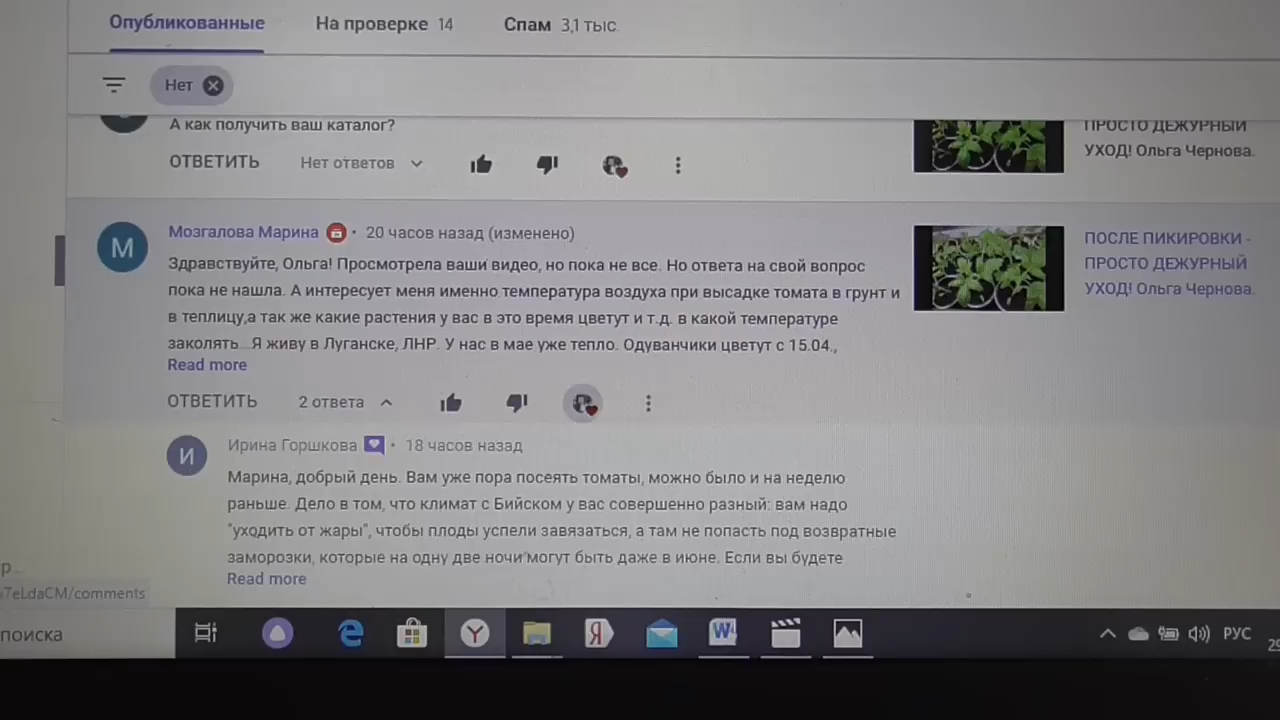 Опубликованные На проверке 14 Спам 3,1 тыс.
Нет
А как получить ваш каталог?
ПРОСТО ДЕЖУРНЫЙ
УХОД! Ольга Чернова.
ОТВЕТИТЬ Нет ответов
Мозгалова Марина • 20 часов назад (изменено)
Здравствуйте, Ольга! Просмотрела ваши видео, но пока не все. Но ответа на свой вопрос
пока не нашла. А интересует меня именно температура воздуха при высадке томата в грунт и
в теплицу,а так же какие растения у вас в это время цветут и т.д. в какой температуре
заколять...Я живу в Луганске, ЛНР. У нас в мае уже тепло. Одуванчики цветут с 15.04.,
Read more
ПОСЛЕ ПИКИРОВКИ -
ПРОСТО ДЕЖУРНЫЙ
УХОД! Ольга Чернова.
ОТВЕТИТЬ 2 ответа
М
И
Ирина Горшкова • 18 часов назад
Марина, добрый день. Вам уже пора посеять томаты, можно было и на неделю
раньше. Дело в том, что климат с Бийском у вас совершенно разный: вам надо
"уходить от жары", чтобы плоды успели завязаться, а там не попасть под возвратные
заморозки, которые на одну две ночи могут быть даже в июне. Если вы будете
Read more
р...
TeLdaCM/comments
поиска
РУС